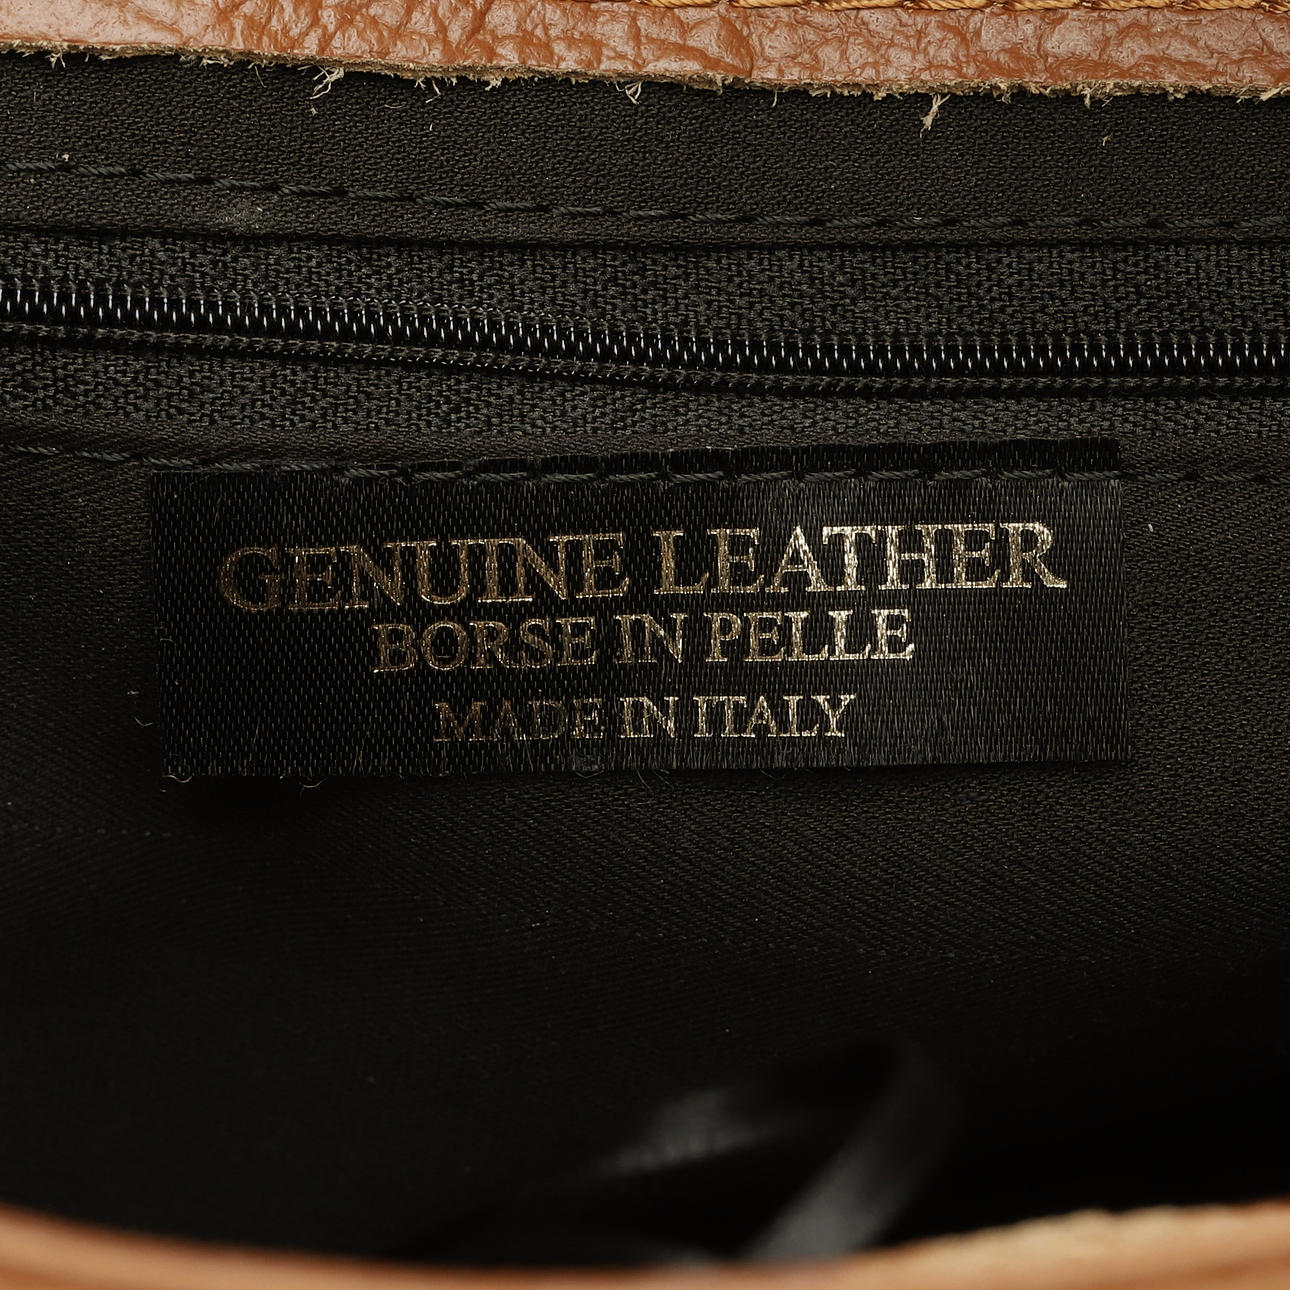 GENUINE LEATHER
BORSE IN PELLE
MADE IN ITALY